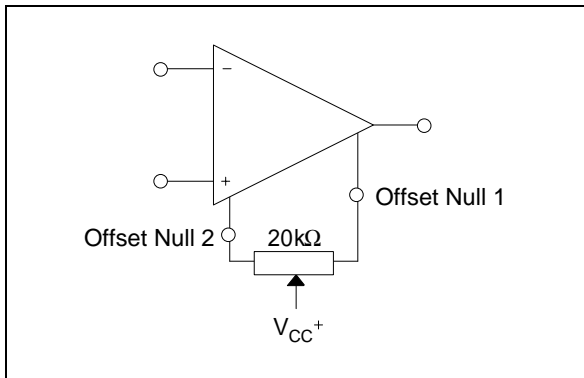 −
+
Offset Null 1
Offset Null 2
20kΩ
VCC+